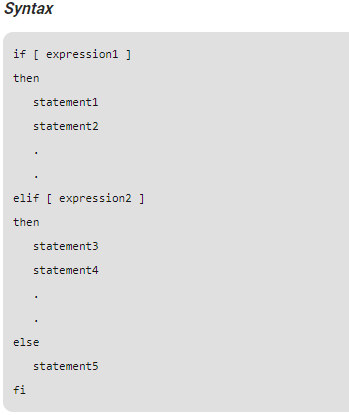 Syntax
if [ expression1 ]
then
statement1
statement2
.
.
elif [ expression2 ]
then
statement3
statement4
.
.
else
statement5
fi